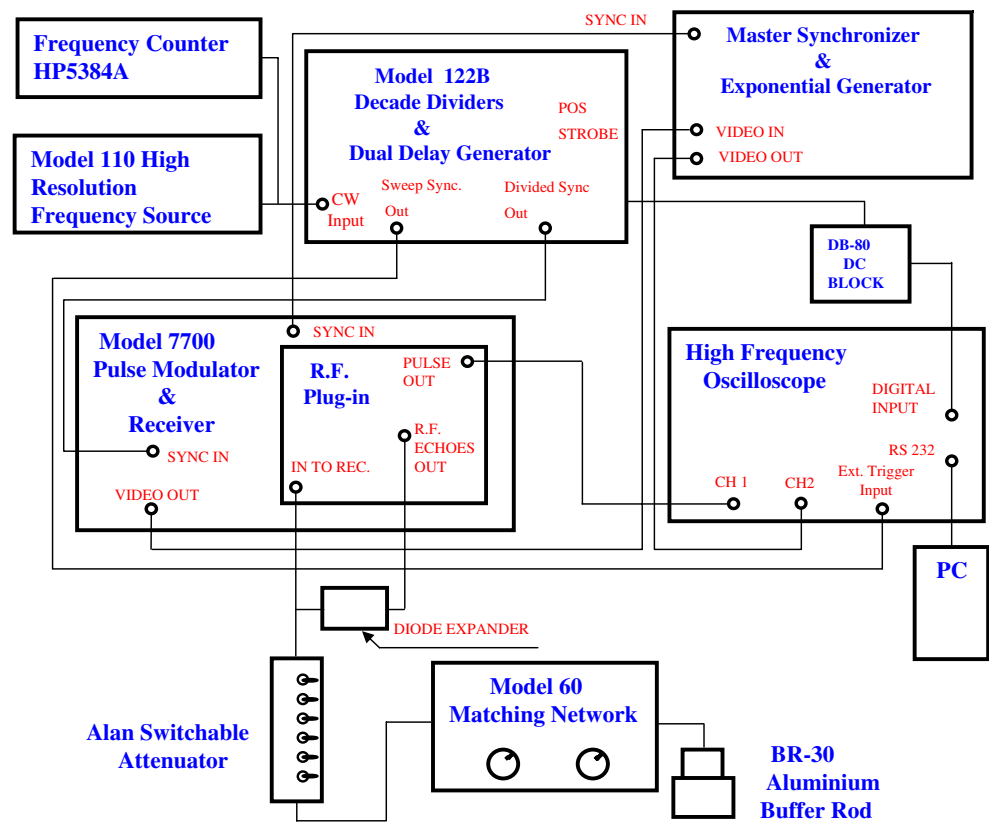 Frequency Counter
HP5384A
Model 110 High
Resolution
Frequency Source
Model 122B
Decade Dividers
&
Dual Delay Generator
POS
STROBE
CW
Input
Sweep Sync.
Out
Divided Sync
Out
SYNC IN
Master Synchronizer
&
Exponential Generator
VIDEO IN
VIDEO OUT
DB-80
DC
BLOCK
Model 7700
Pulse Modulator
&
Receiver
SYNC IN
VIDEO OUT
SYNC IN
R.F.
Plug-in
PULSE
OUT
R.F.
ECHOES
OUT
IN TO REC.
High Frequency
Oscilloscope
DIGITAL
INPUT
RS 232
Ext. Trigger
Input
CH 1
CH2
PC
DIODE EXPANDER
Alan Switchable
Attenuator
Model 60
Matching Network
BR-30
Aluminium
Buffer Rod